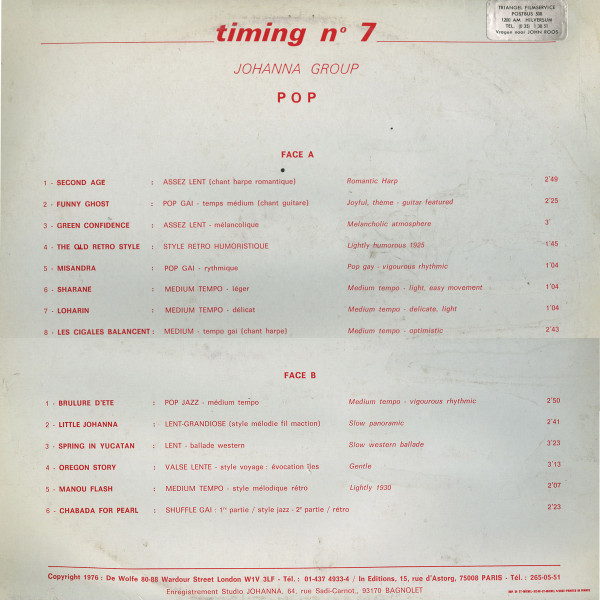 TRIANGEL FILMSERVICE
POSTBUS 308
1200 AM HILVERSUM
Vragen naar JOHN ROOS
timing n° 7
JOHANNA GROUP
POP
FACE A
1 - SECOND AGE : ASSEZ LENT (chant harpe romantique) Romantic Harp 2'49
2 - FUNNY GHOST : POP GAI - temps médium (chant guitare) Joyful, thème - guitar featured 2'25
3 - GREEN CONFIDENCE : ASSEZ LENT - mélancolique Melancholic atmosphere 3'
4 - THE OLD RETRO STYLE : STYLE RETRO HUMORISTIQUE Lightly humorous 1925 1'45
5 - MISANDRA : POP GAI - rythmique Pop gay - vigourous rhythmic 1'04
6 - SHARANE : MEDIUM TEMPO - léger Medium tempo - light, easy movement 1'04
7 - LOHARIN : MEDIUM TEMPO - délicat Medium tempo - delicate, light 1'04
8 - LES CIGALES BALANCENT : MEDIUM - tempo gai (chant harpe) Medium tempo - optimistic 2'43
FACE B
1 - BRULURE D'ETE : POP JAZZ - médium tempo Medium tempo - vigourous rhythmic 2'50
2 - LITTLE JOHANNA : LENT-GRANDIOSE (style mélodie fil maction) Slow panoramic 2'41
3 - SPRING IN YUCATAN : LENT - ballade western Slow western ballade 3'23
4 - OREGON STORY : VALSE LENTE - style voyage : évocation îles Gentle 3'13
5 - MANOU FLASH : MEDIUM TEMPO - style mélodique rétro Lightly 1930 2'07
6 - CHABADA FOR PEARL : SHUFFLE GAI : 1re partie / style jazz - 2e partie / rétro 2'23
Copyright 1976 : De Wolfe 80-88 Wardour Street London W1V 3LF - Tél. : 01-437 4933-4 / In Editions, 15, rue d'Astorg, 75008 PARIS - Tél. : 265-05-51
Enregistrement Studio JOHANNA, 64, rue Sadi-Carnot., 93170 BAGNOLET